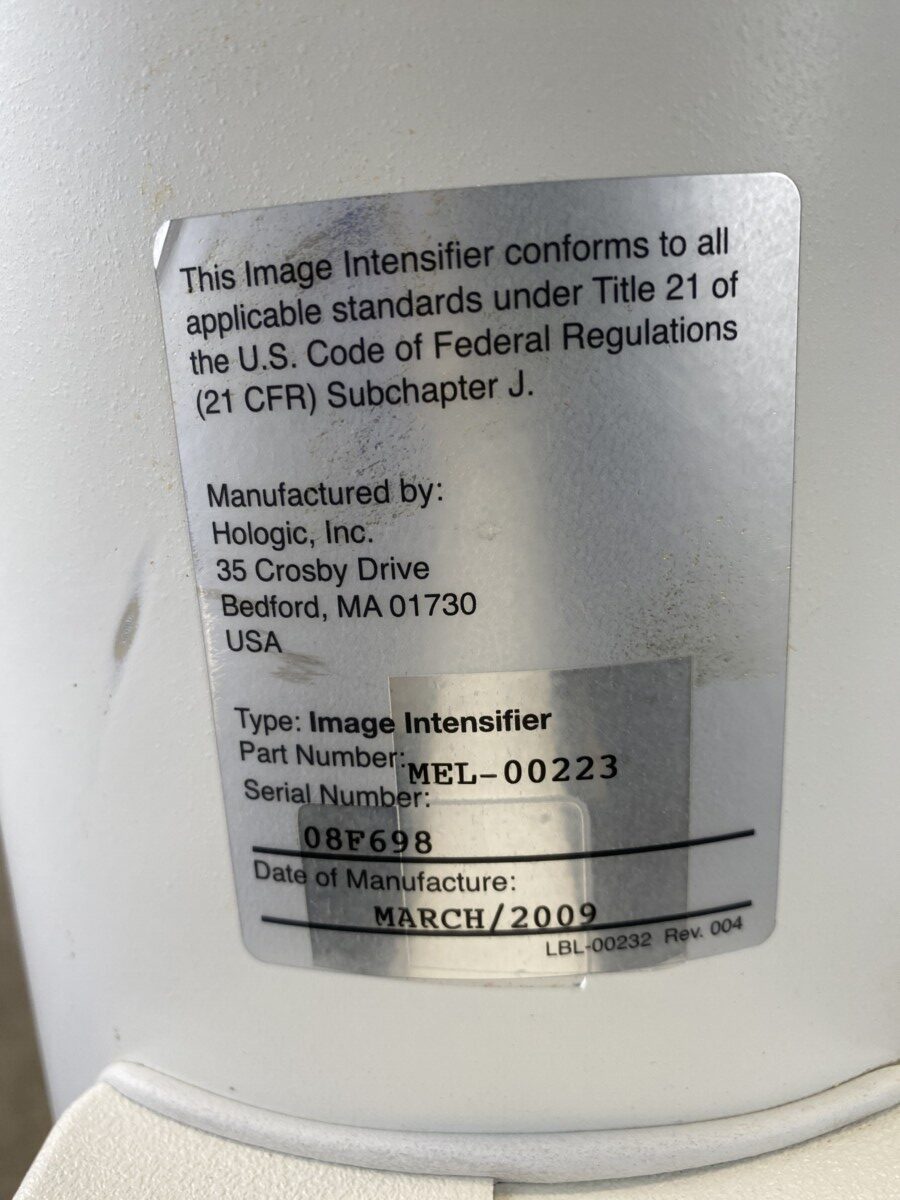 This Image Intensifier conforms to all
applicable standards under Title 21 of
the U.S. Code of Federal Regulations
(21 CFR) Subchapter J.
Manufactured by:
Hologic, Inc.
35 Crosby Drive
Bedford, MA 01730
USA
Type: Image Intensifier
Part Number: MEL-00223
Serial Number:
08F698
Date of Manufacture:
MARCH/2009
LBL-00232 Rev. 004